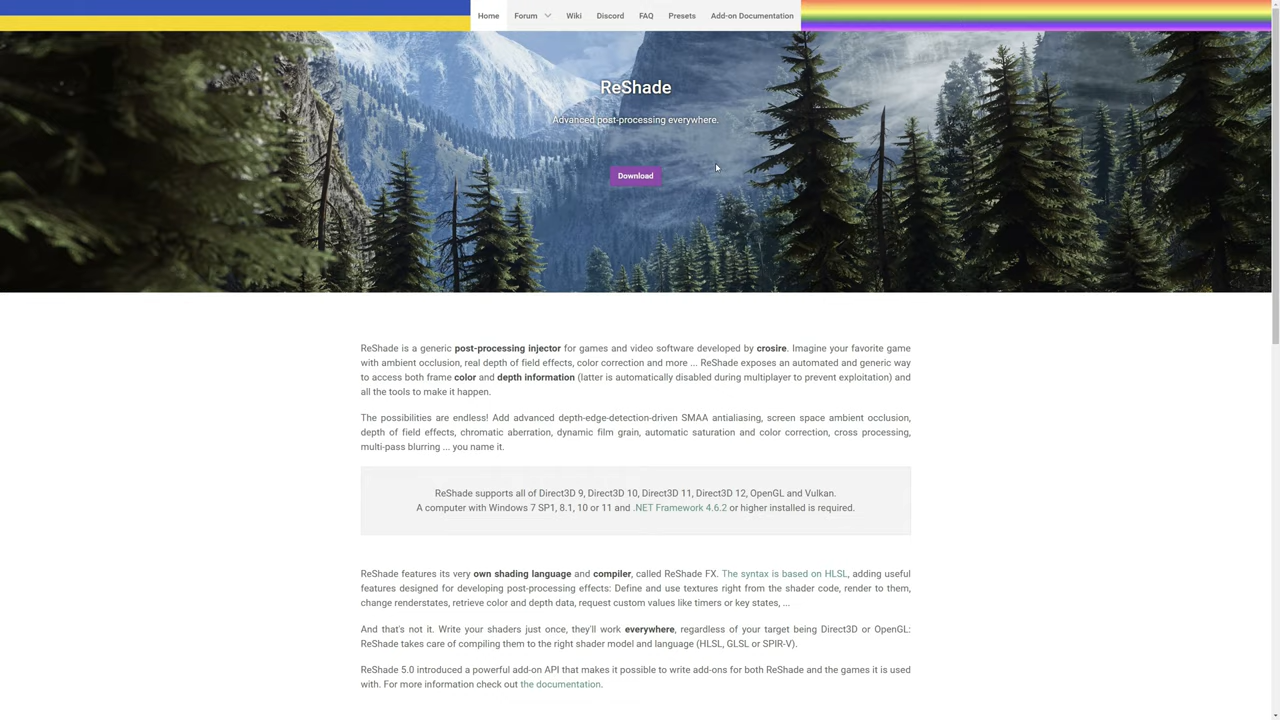 Home Forum Wiki Discord FAQ Presets Add-on Documentation
ReShade
Advanced post-processing everywhere.
Download
ReShade is a generic post-processing injector for games and video software developed by crosire. Imagine your favorite game
with ambient occlusion, real depth of field effects, color correction and more ... ReShade exposes an automated and generic way
to access both frame color and depth information (latter is automatically disabled during multiplayer to prevent exploitation) and
all the tools to make it happen.
The possibilities are endless! Add advanced depth-edge-detection-driven SMAA antialiasing, screen space ambient occlusion,
depth of field effects, chromatic aberration, dynamic film grain, automatic saturation and color correction, cross processing,
multi-pass blurring ... you name it.
ReShade supports all of Direct3D 9, Direct3D 10, Direct3D 11, Direct3D 12, OpenGL and Vulkan.
A computer with Windows 7 SP1, 8.1, 10 or 11 and .NET Framework 4.6.2 or higher installed is required.
ReShade features its very own shading language and compiler, called ReShade FX. The syntax is based on HLSL, adding useful
features designed for developing post-processing effects: Define and use textures right from the shader code, render to them,
change renderstates, retrieve color and depth data, request custom values like timers or key states, ...
And that's not it. Write your shaders just once, they'll work everywhere, regardless of your target being Direct3D or OpenGL:
ReShade takes care of compiling them to the right shader model and language (HLSL, GLSL or SPIR-V).
ReShade 5.0 introduced a powerful add-on API that makes it possible to write add-ons for both ReShade and the games it is used
with. For more information check out the documentation.